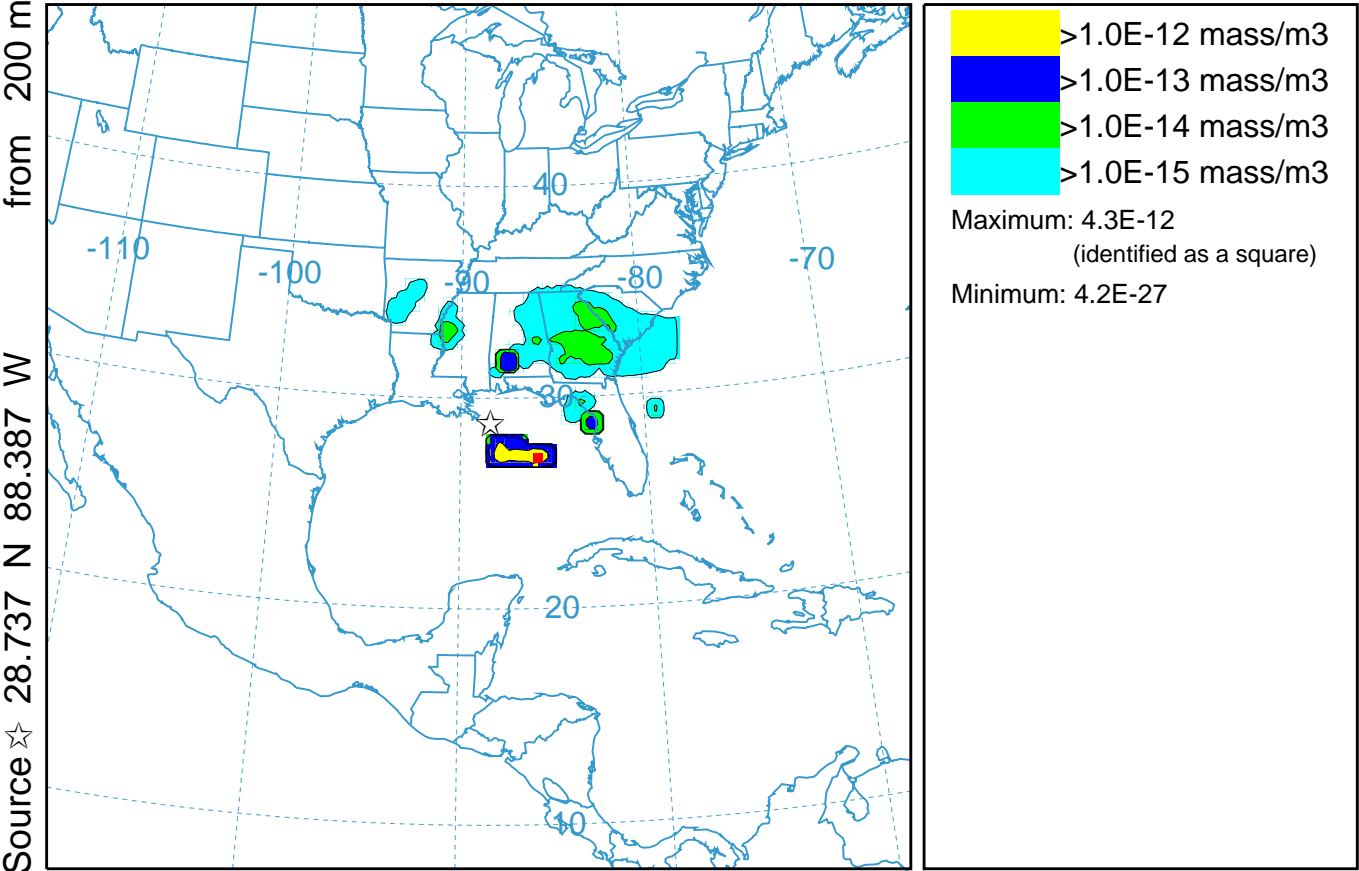 Source ☆ 28.737 N 88.387 W from 200 m
40
-110
-100
-90
-80
-70
30
20
10
>1.0E-12 mass/m3
>1.0E-13 mass/m3
>1.0E-14 mass/m3
>1.0E-15 mass/m3
Maximum: 4.3E-12
(identified as a square)
Minimum: 4.2E-27